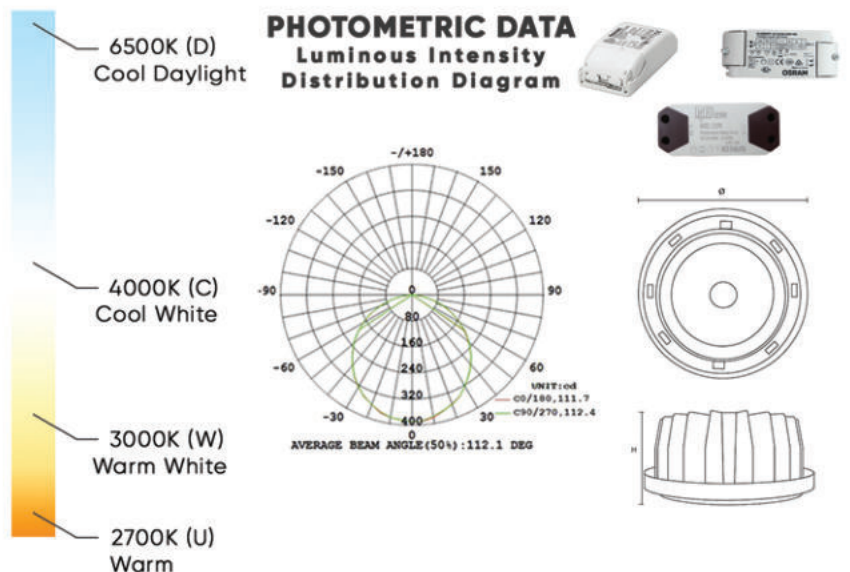 PHOTOMETRIC DATA
Luminous Intensity
Distribution Diagram
6500K (D)
Cool Daylight
4000K (C)
Cool White
3000K (W)
Warm White
2700K (U)
Warm
OSRAM
-/+180
-150
150
-120
120
-90
90
-60
60
-30
30
0
0
80
160
240
320
400
UNIT:cd
C0/180,111.7
C90/270,112.4
AVERAGE BEAM ANGLE(50%):112.1 DEG
Ø
H